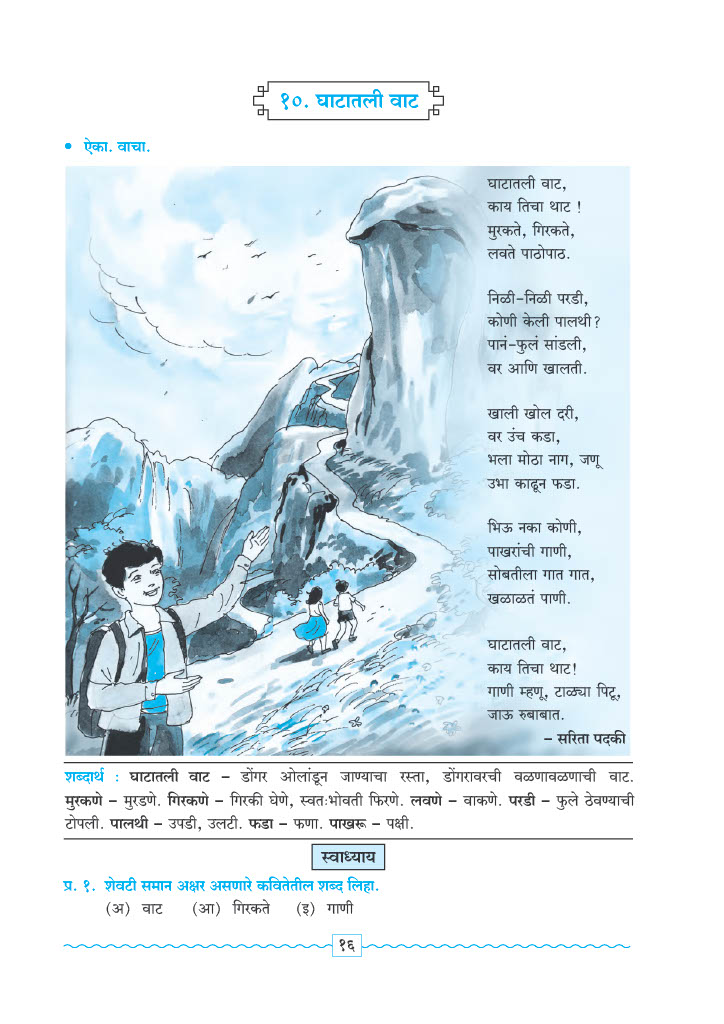 १०. घाटातली वाट
• ऐका. वाचा.
घाटातली वाट,
काय तिचा थाट !
मुरकते, गिरकते,
लवते पाठोपाठ.
निळी-निळी परडी,
कोणी केली पालथी?
पानं-फुलं सांडली,
वर आणि खालती.
खाली खोल दरी,
वर उंच कडा,
भला मोठा नाग, जणू
उभा काढून फडा.
भिऊ नका कोणी,
पाखरांची गाणी,
सोबतीला गात गात,
खळाळतं पाणी.
घाटातली वाट,
काय तिचा थाट!
गाणी म्हणू, टाळ्या पिटू,
जाऊ रुबाबात.
– सरिता पदकी
शब्दार्थ : घाटातली वाट – डोंगर ओलांडून जाण्याचा रस्ता, डोंगरावरची वळणावळणाची वाट.
मुरकणे – मुरडणे. गिरकणे – गिरकी घेणे, स्वतःभोवती फिरणे. लवणे – वाकणे. परडी – फुले ठेवण्याची
टोपली. पालथी – उपडी, उलटी. फडा – फणा. पाखरू – पक्षी.
स्वाध्याय
प्र. १. शेवटी समान अक्षर असणारे कवितेतील शब्द लिहा.
(अ) वाट (आ) गिरकते (इ) गाणी
१६